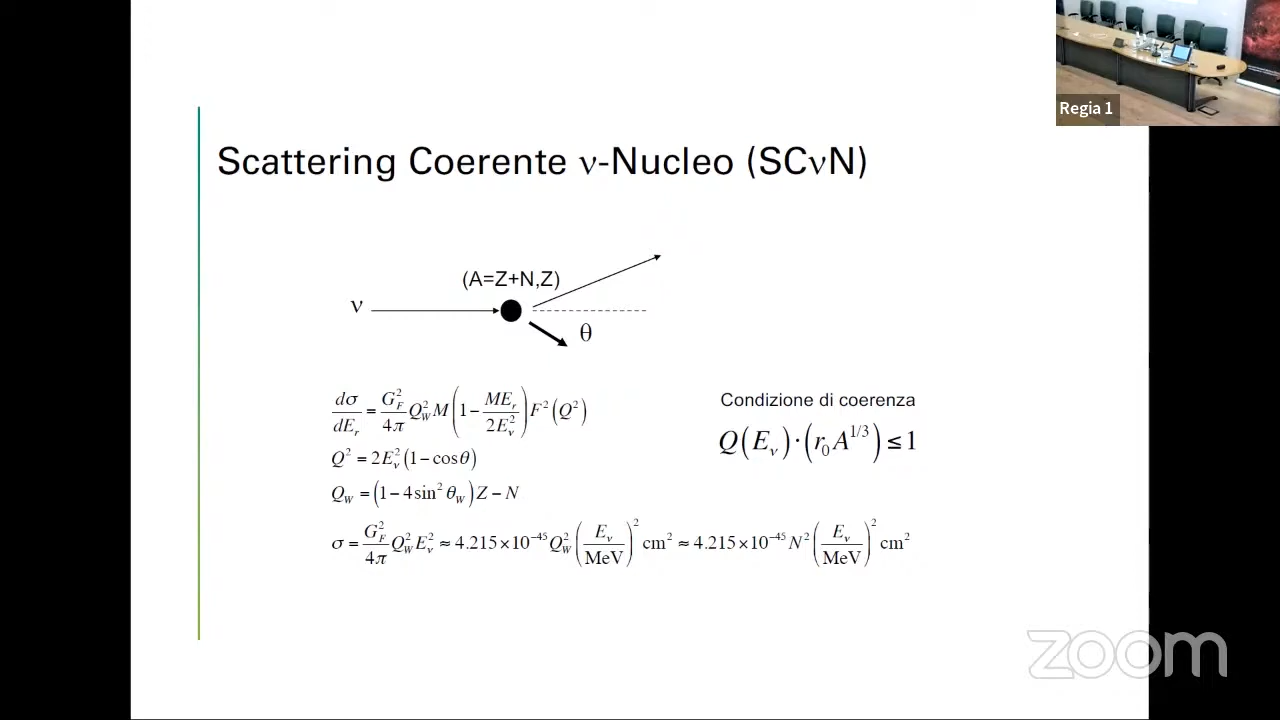 Regia 1
Scattering Coerente ν-Nucleo (SCνN)
(A=Z+N,Z)
ν
θ
dσ/dE_r = G_F^2/4π Q_W^2 M (1 − ME_r/2E_ν^2) F^2 (Q^2)
Condizione di coerenza
Q(E_ν)·(r_0 A^{1/3}) ≤ 1
Q^2 = 2E_ν^2 (1 − cosθ)
Q_W = (1 − 4sin^2 θ_W) Z − N
σ = G_F^2/4π Q_W^2 E_ν^2 ≈ 4.215×10^{−45} Q_W^2 (E_ν/MeV)^2 cm^2 ≈ 4.215×10^{−45} N^2 (E_ν/MeV)^2 cm^2
zoom